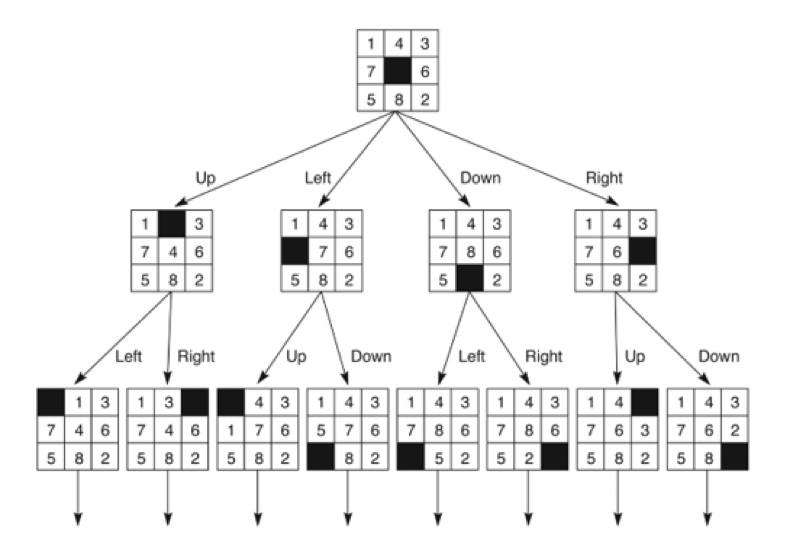 1 4 3
7 6
5 8 2
Up Left Down Right
1 3 1 4 3 1 4 3 1 4 3
7 4 6 7 6 7 8 6 7 6
5 8 2 5 8 2 5 2 5 8 2
Left Right Up Down Left Right Up Down
1 3 1 3 4 3 1 4 3 1 4 3 1 4 3 1 4 1 4 3
7 4 6 7 4 6 1 7 6 5 7 6 7 8 6 7 8 6 7 6 3 7 6 2
5 8 2 5 8 2 5 8 2 8 2 5 2 5 2 5 8 2 5 8